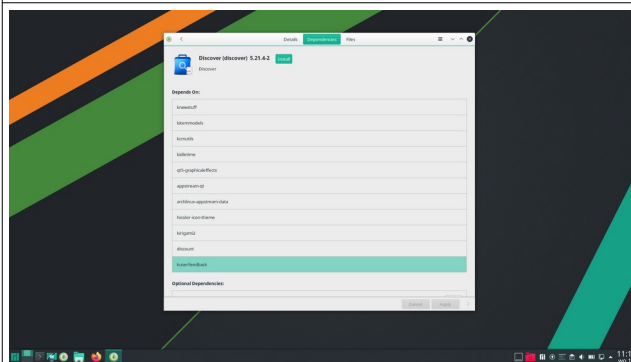 Details Dependencies Files
Discover (discover) 5.21.4-2 Install
Discover
Depends On:
knewstuff
kitemmodels
kcmutils
kidletime
qt5-graphicaleffects
appstream-qt
archlinux-appstream-data
hicolor-icon-theme
kirigami2
discount
kuserfeedback
Optional Dependencies:
Cancel Apply